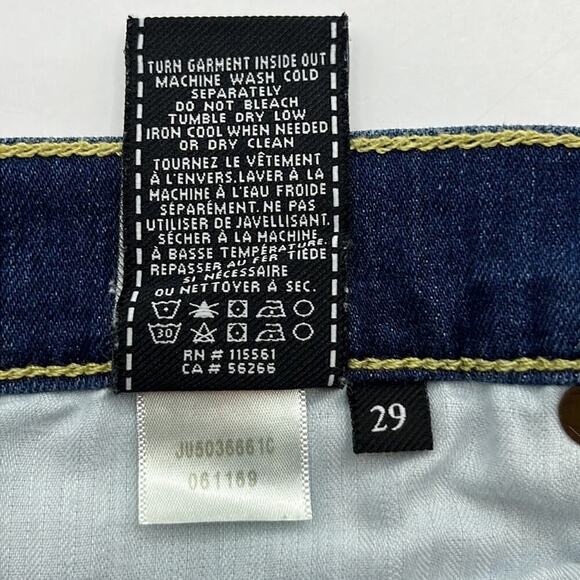 TURN GARMENT INSIDE OUT
MACHINE WASH COLD
SEPARATELY
DO NOT BLEACH
TUMBLE DRY LOW
IRON COOL WHEN NEEDED
OR DRY CLEAN
TOURNEZ LE VÊTEMENT
À L'ENVERS.LAVER À LA
MACHINE À L'EAU FROIDE
SÉPARÉMENT. NE PAS
UTILISER DE JAVELLISANT.
SÉCHER À LA MACHINE,
À BASSE TEMPÉRATURE.
REPASSER AU FER TIÈDE
SI NÉCESSAIRE
OU NETTOYER À SEC.
30
RN # 115561
CA # 56266
JU5036661C
061169
29